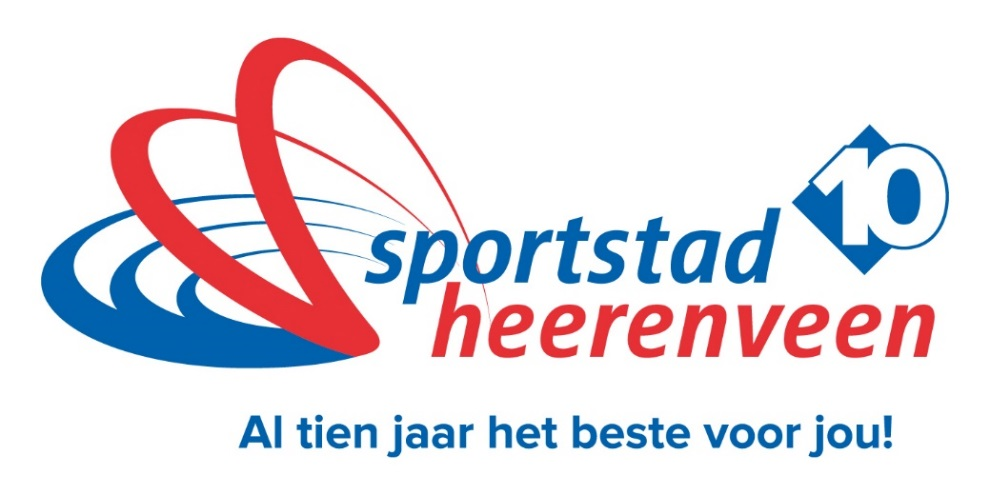 sportstad
10
heerenveen
Al tien jaar het beste voor jou!